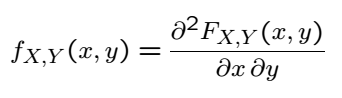 f_{X,Y}(x, y) = \frac{\partial^2 F_{X,Y}(x, y)}{\partial x \, \partial y}